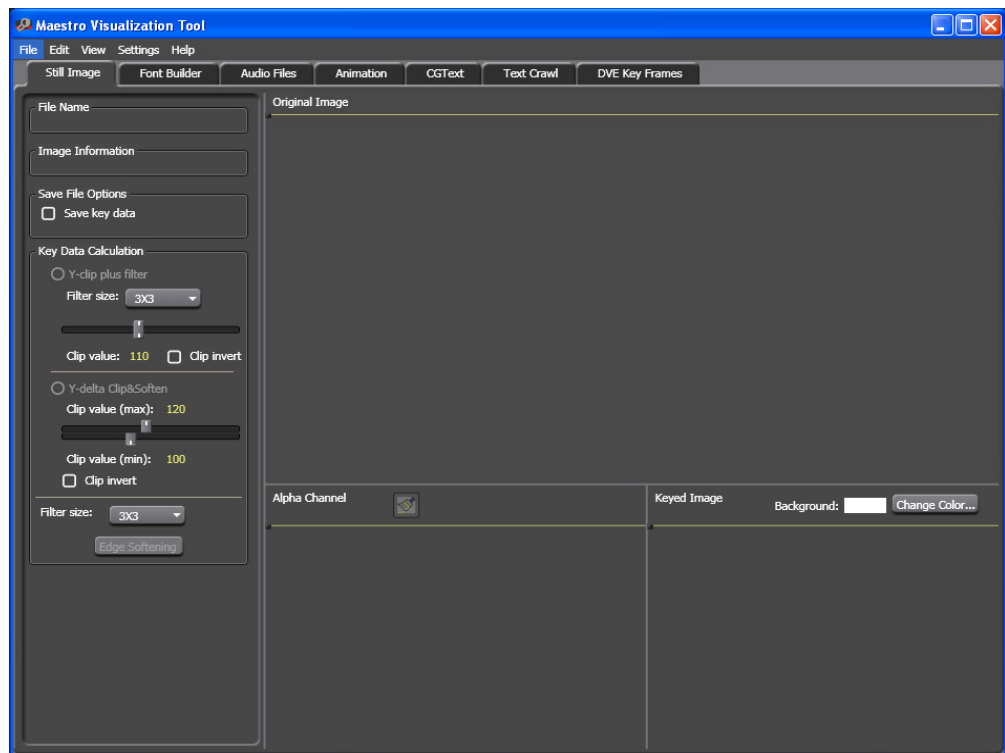 Maestro Visualization Tool
File Edit View Settings Help
Still Image Font Builder Audio Files Animation CGText Text Crawl DVE Key Frames
File Name
Image Information
Save File Options
Save key data
Key Data Calculation
Y-clip plus filter
Filter size: 3X3
Clip value: 110 Clip invert
Y-delta Clip&Soften
Clip value (max): 120
Clip value (min): 100
Clip invert
Filter size: 3X3
Edge Softening
Original Image
Alpha Channel
Keyed Image Background: Change Color...